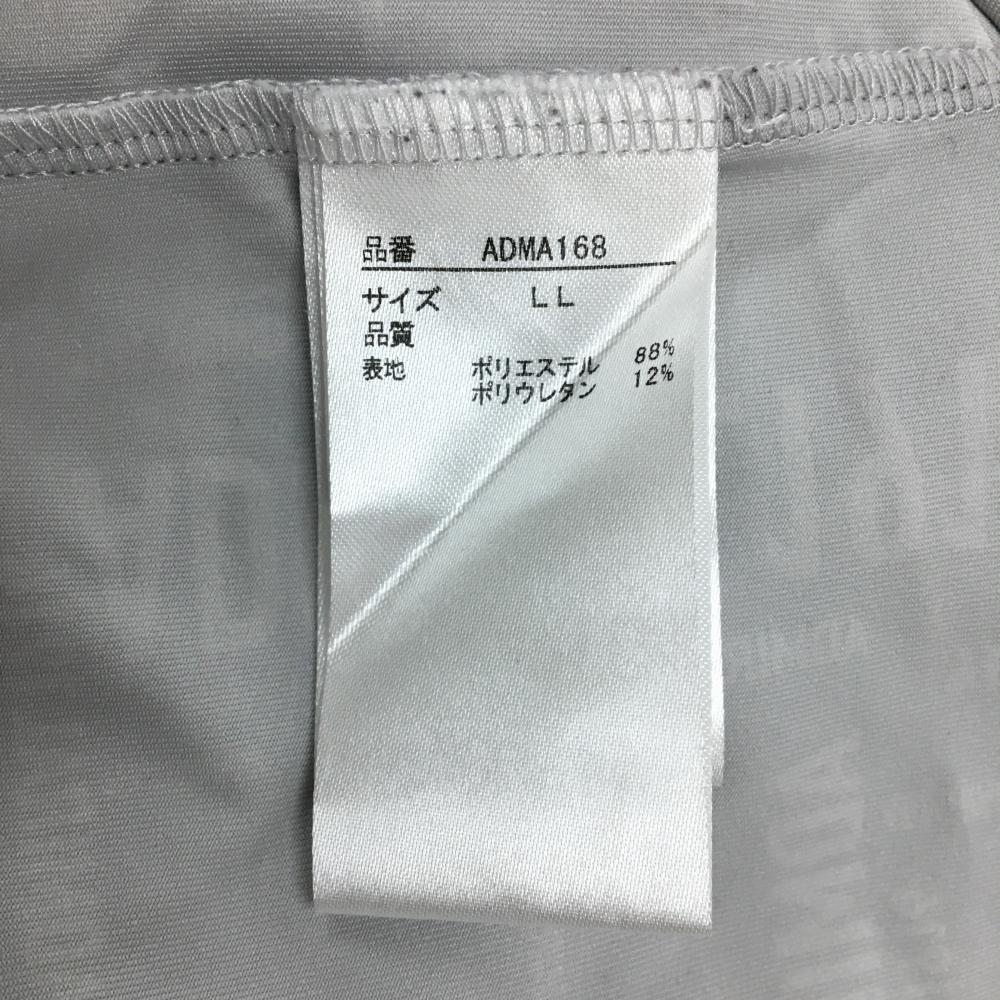 品番 ADMA168
サイズ LL
品質
表地 ポリエステル 88%
ポリウレタン 12%